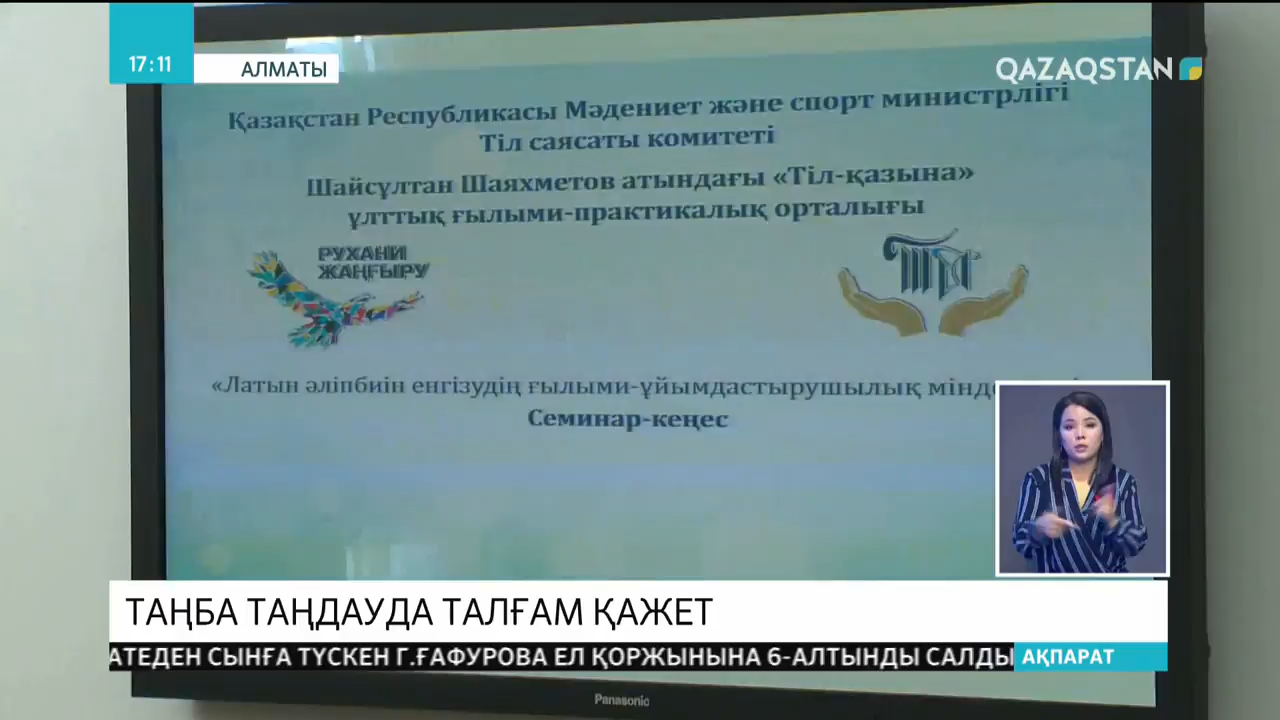 17:11
АЛМАТЫ
QAZAQSTAN
Қазақстан Республикасы Мәдениет және спорт министрлігі
Тіл саясаты комитеті
Шайсұлтан Шаяхметов атындағы «Тіл-қазына»
ұлттық ғылыми-практикалық орталығы
РУХАНИ
ЖАҢҒЫРУ
«Латын әліпбиін енгізудің ғылыми-ұйымдастырушылық
Семинар-кеңес
ТАҢБА ТАҢДАУДА ТАЛҒАМ ҚАЖЕТ
АТЕДЕН СЫНҒА ТҮСКЕН Г.ҒАФУРОВА ЕЛ ҚОРЖЫНЫНА 6-АЛТЫНДЫ САЛДЫ
АҚПАРАТ
Panasonic